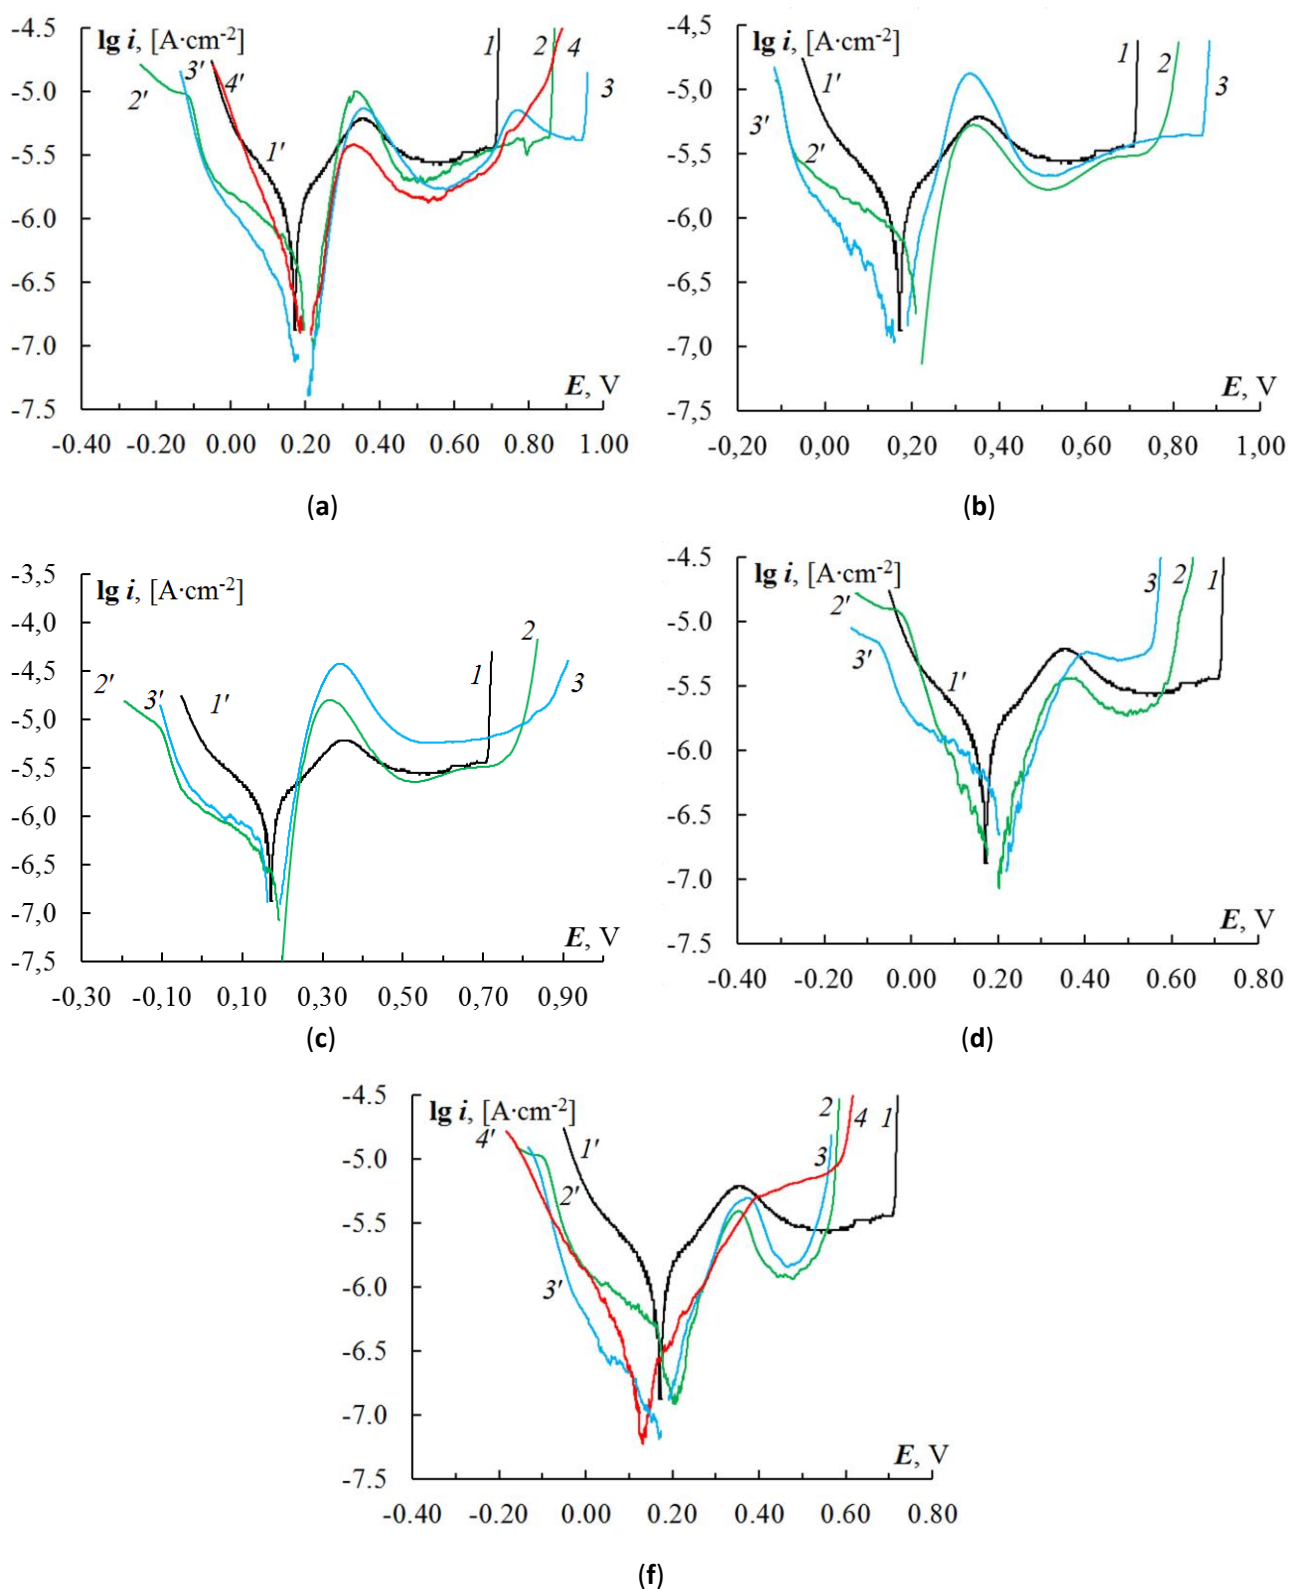 -4.5
lg i, [A·cm-2]
1 2 4
3'
4'
3
-5.0
2'
1'
-5.5
-6.0
-6.5
-7.0
E, V
-7.5
-0.40 -0.20 0.00 0.20 0.40 0.60 0.80 1.00
(a)
-4,5
lg i, [A·cm-2]
1 2
1'
3
-5,0
3'
2'
-5,5
-6,0
-6,5
-7,0
E, V
-7,5
-0,20 0,00 0,20 0,40 0,60 0,80 1,00
(b)
-3,5
lg i, [A·cm-2]
-4,0
2
-4,5
1
3
2' 3' 1'
-5,0
-5,5
-6,0
-6,5
-7,0
E, V
-7,5
-0,30 -0,10 0,10 0,30 0,50 0,70 0,90
(c)
-4.5
lg i, [A·cm-2]
3 2 1
2'
-5.0
3'
1'
-5.5
-6.0
-6.5
-7.0
E, V
-7.5
-0.40 -0.20 0.00 0.20 0.40 0.60 0.80
(d)
-4.5
lg i, [A·cm-2]
2 4 1
4'
1'
3
-5.0
2'
-5.5
3'
-6.0
-6.5
-7.0
E, V
-7.5
-0.40 -0.20 0.00 0.20 0.40 0.60 0.80
(f)